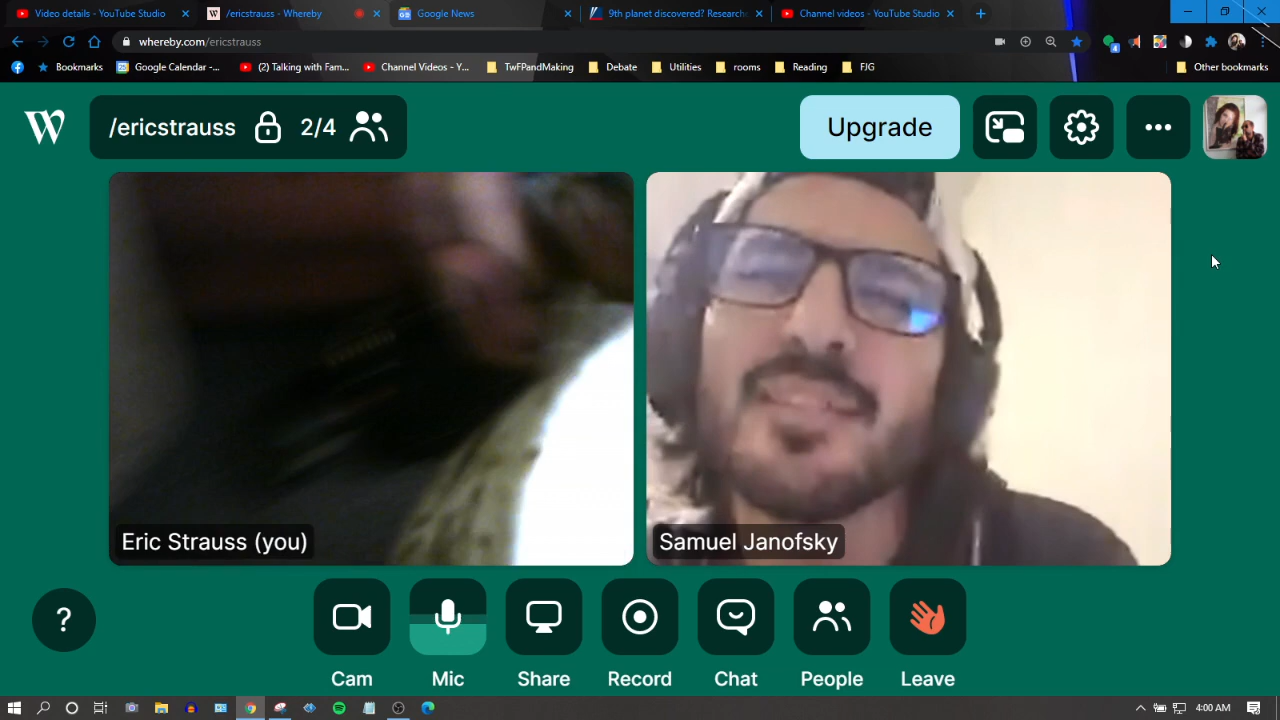 Video details - YouTube Studio
/ericstrauss - Whereby
Google News
9th planet discovered? Research
Channel videos - YouTube Studio
whereby.com/ericstrauss
Bookmarks
Google Calendar -...
(2) Talking with Fam...
Channel Videos - Y...
TwFPandMaking
Debate
Utilities
rooms
Reading
FJG
Other bookmarks
/ericstrauss
2/4
Upgrade
Eric Strauss (you)
Samuel Janofsky
?
Cam
Mic
Share
Record
Chat
People
Leave
4:00 AM